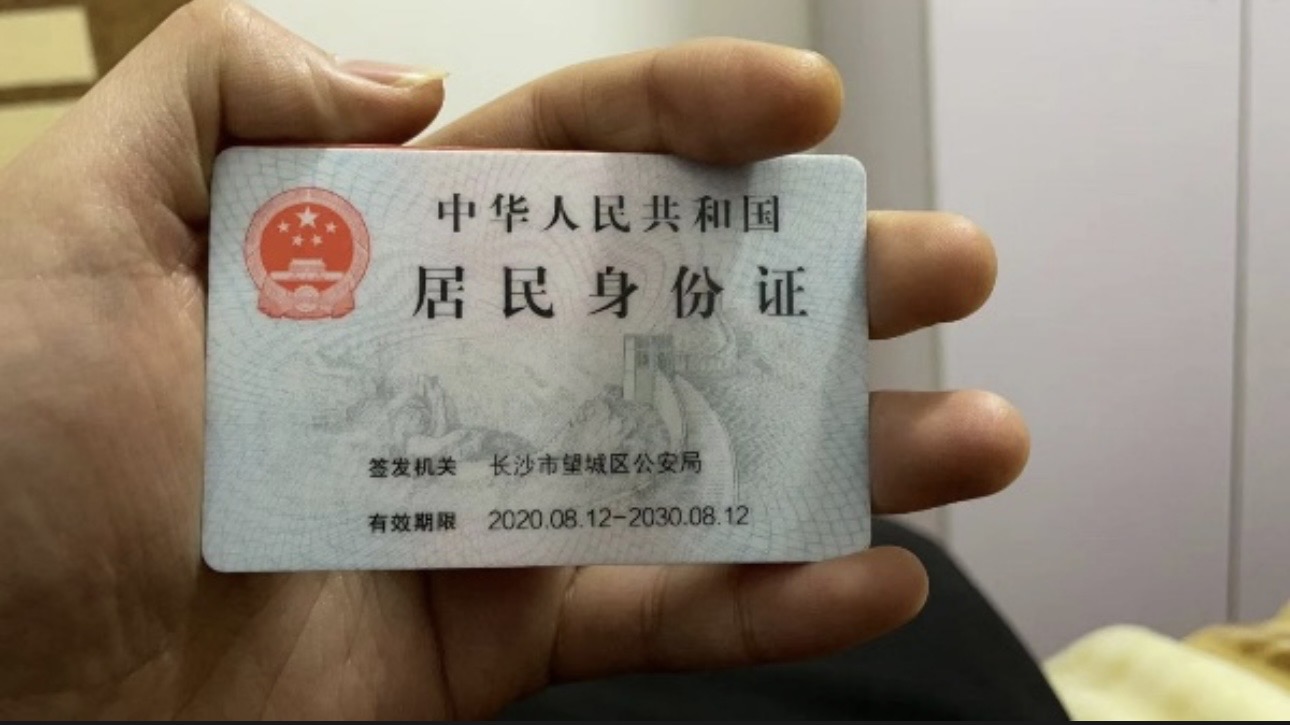 中华人民共和国
居民身份证
签发机关 长沙市望城区公安局
有效期限 2020.08.12-2030.08.12